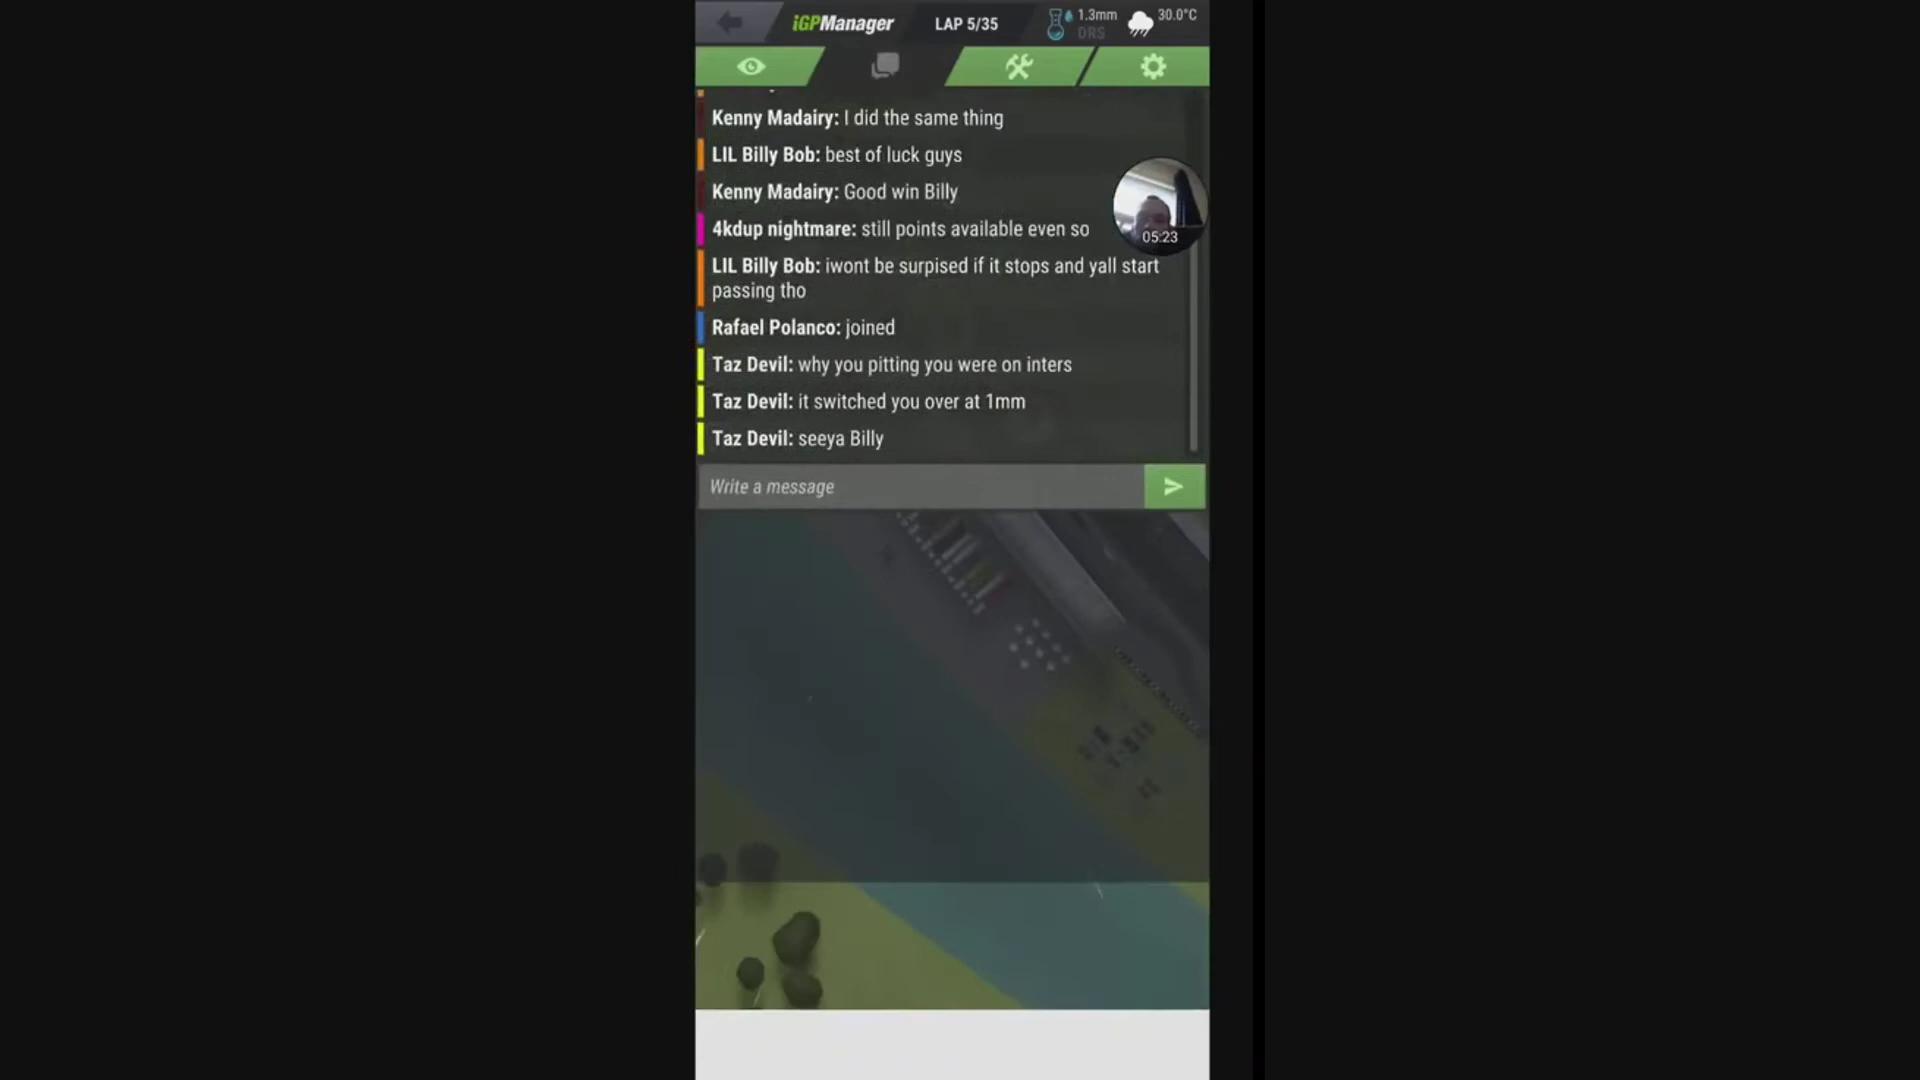 iGPManager
LAP 5/35
1.3mm
30.0°C
DRS
Kenny Madairy: I did the same thing
LIL Billy Bob: best of luck guys
Kenny Madairy: Good win Billy
4kdup nightmare: still points available even so
05:23
LIL Billy Bob: iwont be surpised if it stops and yall start
passing tho
Rafael Polanco: joined
Taz Devil: why you pitting you were on inters
Taz Devil: it switched you over at 1mm
Taz Devil: seeya Billy
Write a message